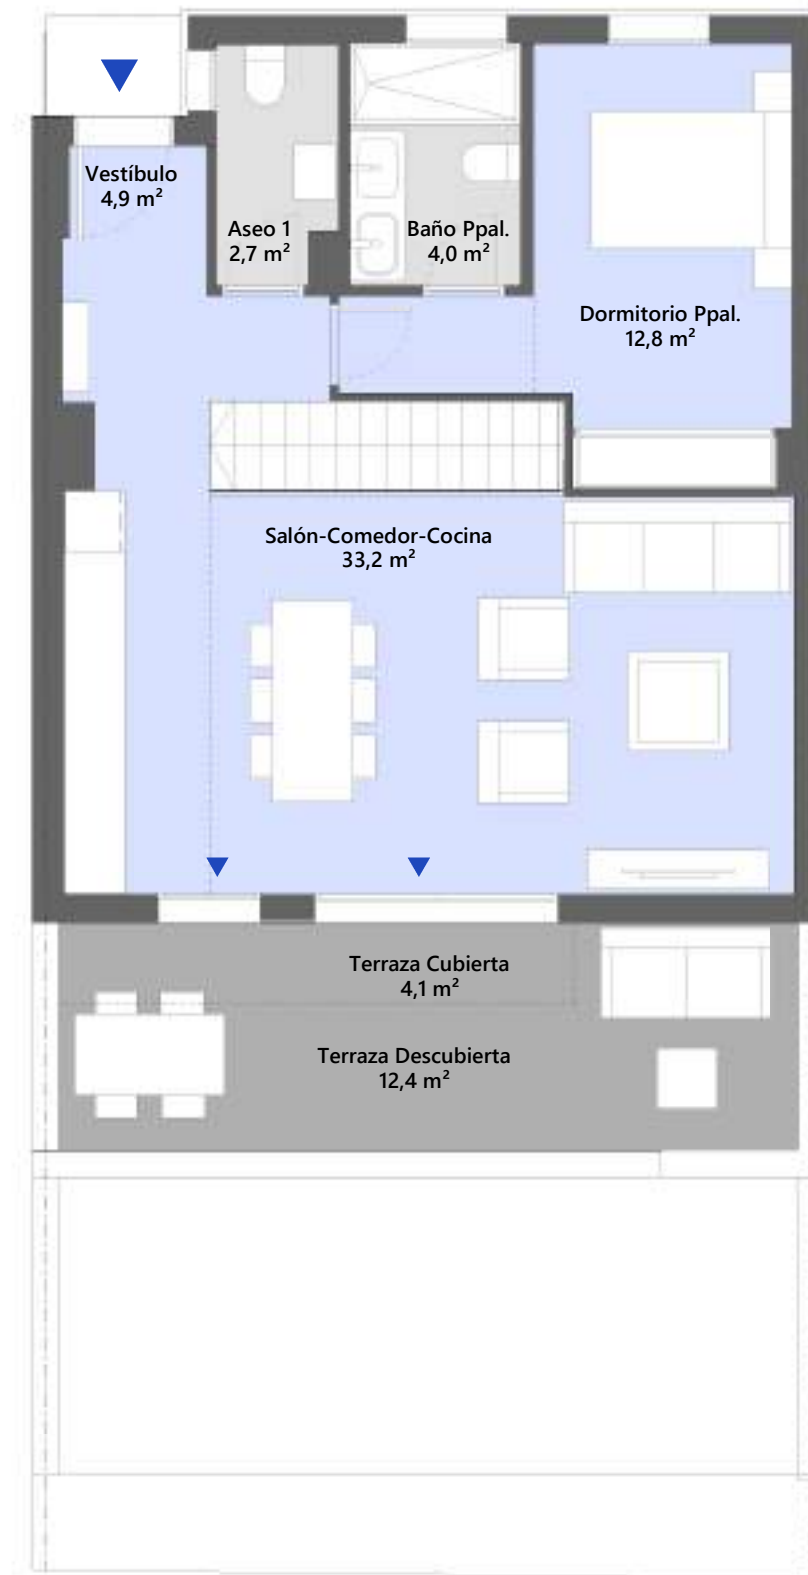 Vestíbulo
4,9 m²
Aseo 1
2,7 m²
Baño Ppal.
4,0 m²
Dormitorio Ppal.
12,8 m²
Salón-Comedor-Cocina
33,2 m²
Terraza Cubierta
4,1 m²
Terraza Descubierta
12,4 m²